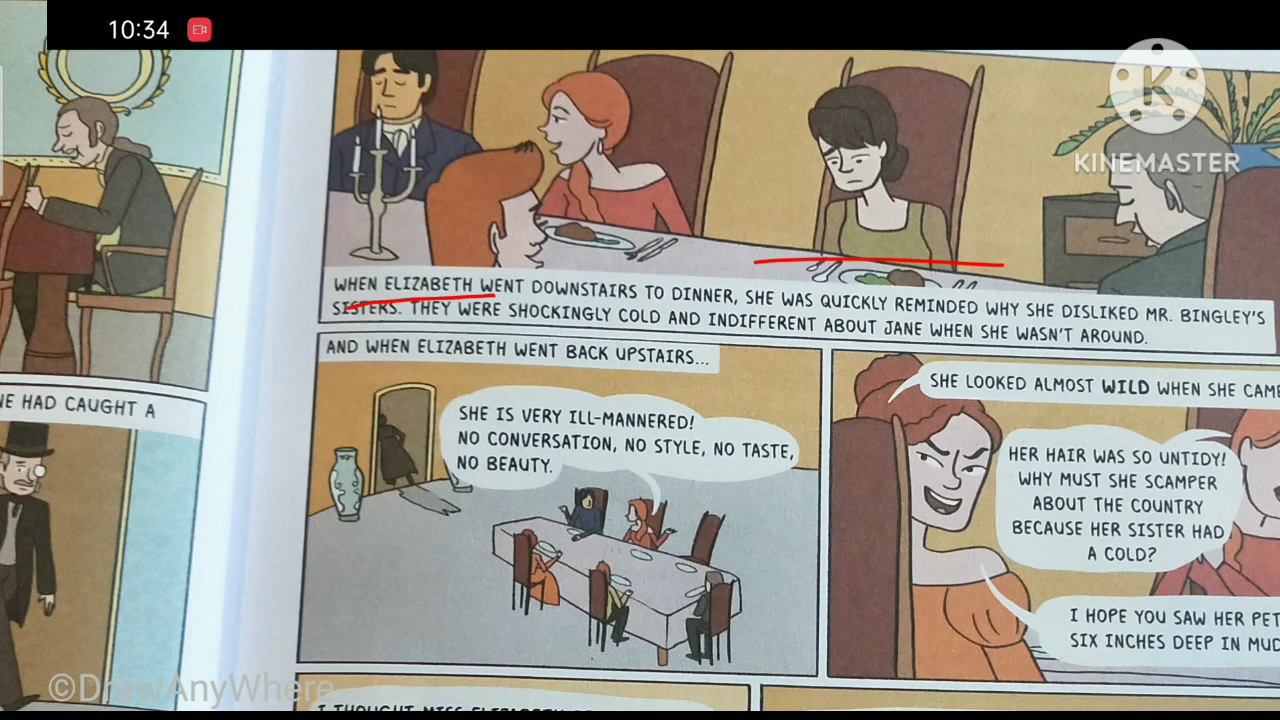 10:34
KINEMASTER
WHEN ELIZABETH WENT DOWNSTAIRS TO DINNER, SHE WAS QUICKLY REMINDED WHY SHE DISLIKED MR. BINGLEY'S
SISTERS. THEY WERE SHOCKINGLY COLD AND INDIFFERENT ABOUT JANE WHEN SHE WASN'T AROUND.
HAD CAUGHT A
AND WHEN ELIZABETH WENT BACK UPSTAIRS...
SHE IS VERY ILL-MANNERED!
NO CONVERSATION, NO STYLE, NO TASTE,
NO BEAUTY.
SHE LOOKED ALMOST WILD WHEN SHE CAME
HER HAIR WAS SO UNTIDY!
WHY MUST SHE SCAMPER
ABOUT THE COUNTRY
BECAUSE HER SISTER HAD
A COLD?
I HOPE YOU SAW HER PET
SIX INCHES DEEP IN MUD
©DrawAnyWhere
I THOUGHT MISS ELIZABETH